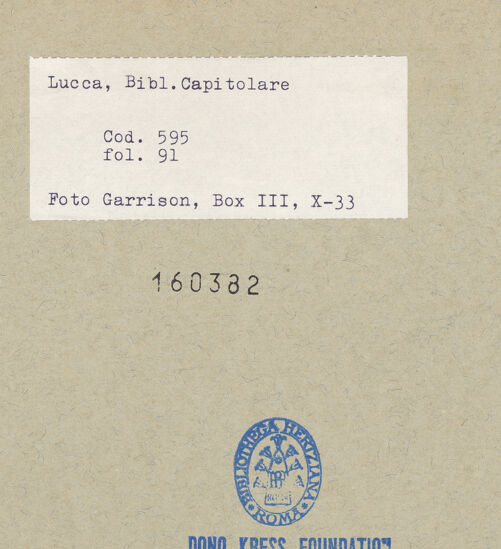 Lucca, Bibl.Capitolare
Cod. 595
fol. 91
Foto Garrison, Box III, X-33
160382
BIBLIOTHECA HERTZIANA
ROMA
DONO KRESS FOUNDATION